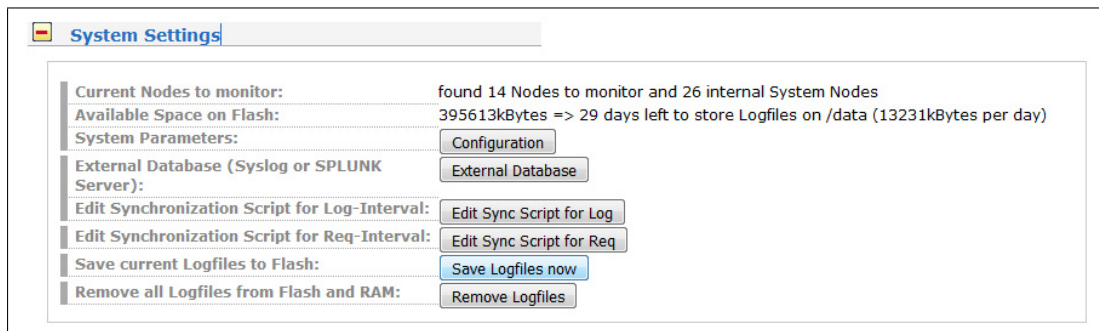 System Settings
Current Nodes to monitor: found 14 Nodes to monitor and 26 internal System Nodes
Available Space on Flash: 395613kBytes => 29 days left to store Logfiles on /data (13231kBytes per day)
System Parameters: Configuration
External Database (Syslog or SPLUNK External Database
Server):
Edit Synchronization Script for Log-Interval: Edit Sync Script for Log
Edit Synchronization Script for Req-Interval: Edit Sync Script for Req
Save current Logfiles to Flash: Save Logfiles now
Remove all Logfiles from Flash and RAM: Remove Logfiles